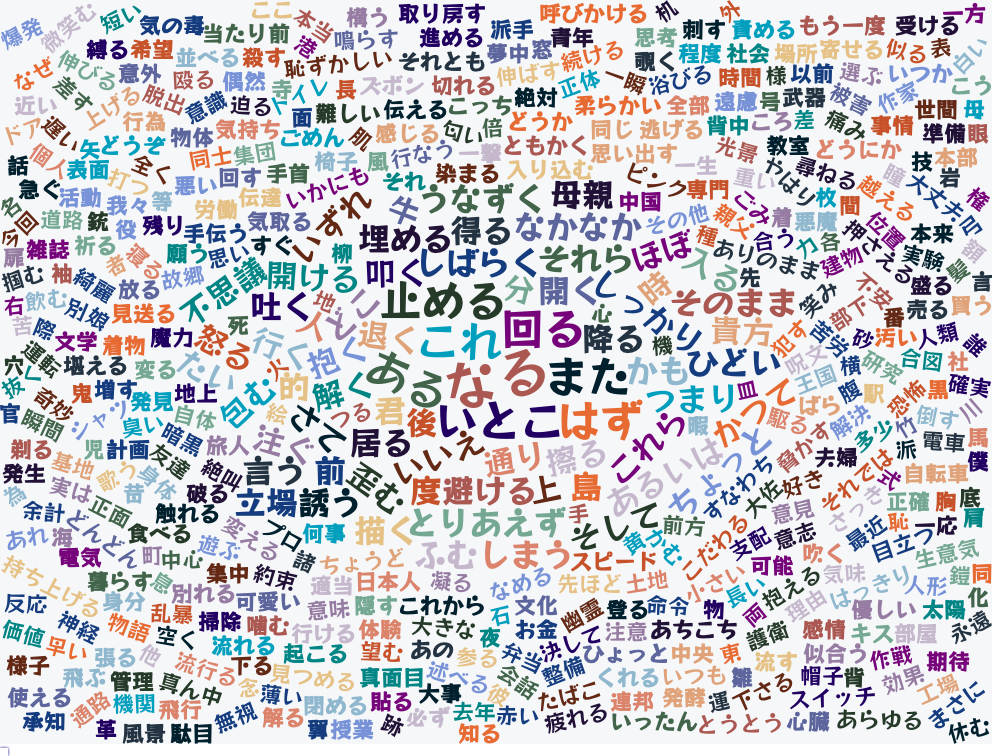 爆発
微笑む
短い
気の毒
ここ
本当
構う
取り戻す
派手
呼びかける
机
外
責める
刺す
もう一度
受ける
一方
当たり前
港
鳴らす
進める
夢中
窓
青年
思考
縛る
希望
並べる
殺す
恥ずかしい
それとも
続ける
覗く
程度
社会
場所
寄せる
似る
表
白い
なぜ
伸びる
意外
殴る
偶然
寺
トイレ
長
ズボン
切れる
伸ばす
正体
一瞬
浴びる
時間
様
以前
選ぶ
いつか
こう
近い
差す
上げる
脱出
意識
迫る
面
難しい
伝える
こっち
絶対
柔らかい
全部
遠慮
号
武器
被害
作家
世間
母
ドア
遅い
行為
物体
気持ち
ごめん
肌
感じる
匂い
倍
どうか
同じ
逃げる
背中
ころ
差
痛み
事情
準備
眼
矢
どうぞ
話
個人
表面
全く
同士
集団
椅子
風
行なう
一撃
ともかく
思い出す
光景
教室
どうにか
技
本部
急ぐ
打つ
悪い
回す
手首
それ
染まる
入り込む
ピンク
一生
重い
やはり
尋ねる
瞳
岩
大丈夫
活動
我々
等
労働
伝達
いかにも
うなずく
母親
中国
専門
ごみ
枚
間
越える
権
名
今回
道路
銃
役
残り
手伝う
気取る
いずれ
牛
埋める
得る
なかなか
その他
親父
着
悪魔
位置
本来
扉
雑誌
祈る
願う
思い
すぐ
柳
叩く
しばらく
それら
ほぼ
種
合う
力
各
押さえる
実験
顔
掴む
袖
綺麗
者
寝る
故郷
不思議
開ける
入る
ありのまま
建物
髪
言
右
飲む
別
娘
放る
吐く
地
止める
分
開く
しっかり
時
そのまま
先
笑み
不安
盛る
苦
際
見送る
死
人
退く
これ
回る
心
降りる
機
貴方
部下
番
売る
買う
文学
着物
魔力
怒る
行く
抱く
ある
なる
また
かも
ひどい
犯す
苦労
砂
汚い
人類
誰
穴
運転
堪える
変る
火
包む
的
解く
つまり
皿
呪文
王国
横
研究
合図
社
抜く
鬼
増す
地上
絵
つる
君
後
いとこ
はず
かつて
駆る
ばら
腹
駅
恐怖
黒
確実
官
奇妙
シャツ
発見
自体
さて
居る
いいえ
通り
擦る
これら
暇
脅かす
解決
竹
倒す
川
瞬間
臭い
暗黒
旅人
注ぐ
あるいは
ちょっと
多少
派
電車
馬
剃る
児
計画
友達
絶叫
言う
前
歪む
すなわち
夫婦
僕
発生
基地
歌う
身体
破る
立場
誘う
度
避ける
上
島
大佐
好き
それでは
式
自転車
為
実は
昔
触れる
手
意見
さっき
正確
胸
底
余計
正面
食べる
変える
プロ
何事
描く
とりあえず
そして
前方
こだわる
支配
意志
最近
恥
一応
肩
あれ
海
どんどん
町
中心
遊ぶ
諸
ちょうど
ふむ
しまう
スピード
黄ばむ
可能
吹く
目立つ
生意気
電気
集中
約束
適当
日本人
凝る
なめる
先ほど
土地
小さい
長い
抱える
気味
はっきり
人形
鎧
同
持ち上げる
暮らす
息
別れる
可愛い
意味
隠す
これから
石
文化
幽霊
登る
命令
物
両
理由
優しい
太陽
化
反応
身分
乱暴
掃除
噛む
行ける
体験
大きな
夜
お金
決して
注意
あちこち
護衛
感情
キス
部屋
永遠
価値
神経
物語
空く
流れる
起こる
望む
あの
参る
弁当
整備
ひょっと
中央
東
流す
似合う
作戦
期待
早い
様子
張る
他
流行る
下る
見つめる
真面目
述べる
会話
くれる
いつも
雛
帽子
背
効果
飛ぶ
管理
真ん中
念
薄い
閉める
貼る
大事
彼
たばこ
連邦
発酵
運
下さる
スイッチ
工場
使える
通路
機関
飛行
無視
解る
翼
授業
跡
必ず
去年
赤い
疲れる
いったん
とうとう
心臓
あらゆる
まさに
承知
革
風景
駄目
知る
休む